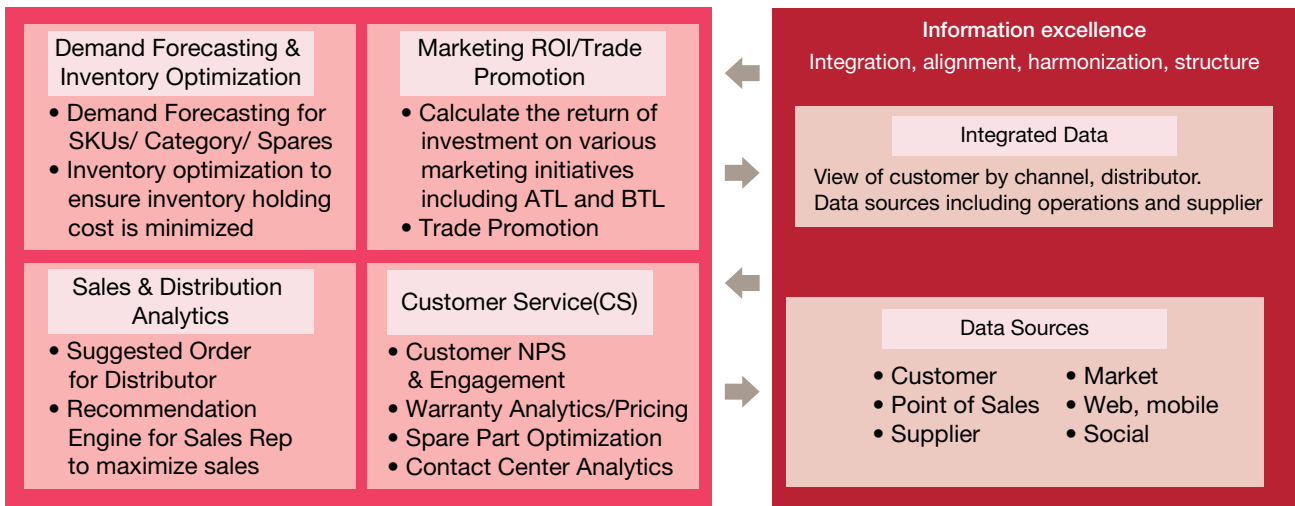 Demand Forecasting &
Inventory Optimization
• Demand Forecasting for
SKUs/ Category/ Spares
• Inventory optimization to
ensure inventory holding
cost is minimized
Marketing ROI/Trade
Promotion
• Calculate the return of
investment on various
marketing initiatives
including ATL and BTL
• Trade Promotion
Sales & Distribution
Analytics
• Suggested Order
for Distributor
• Recommendation
Engine for Sales Rep
to maximize sales
Customer Service(CS)
• Customer NPS
& Engagement
• Warranty Analytics/Pricing
• Spare Part Optimization
• Contact Center Analytics
Information excellence
Integration, alignment, harmonization, structure
Integrated Data
View of customer by channel, distributor.
Data sources including operations and supplier
Data Sources
• Customer
• Point of Sales
• Supplier
• Market
• Web, mobile
• Social